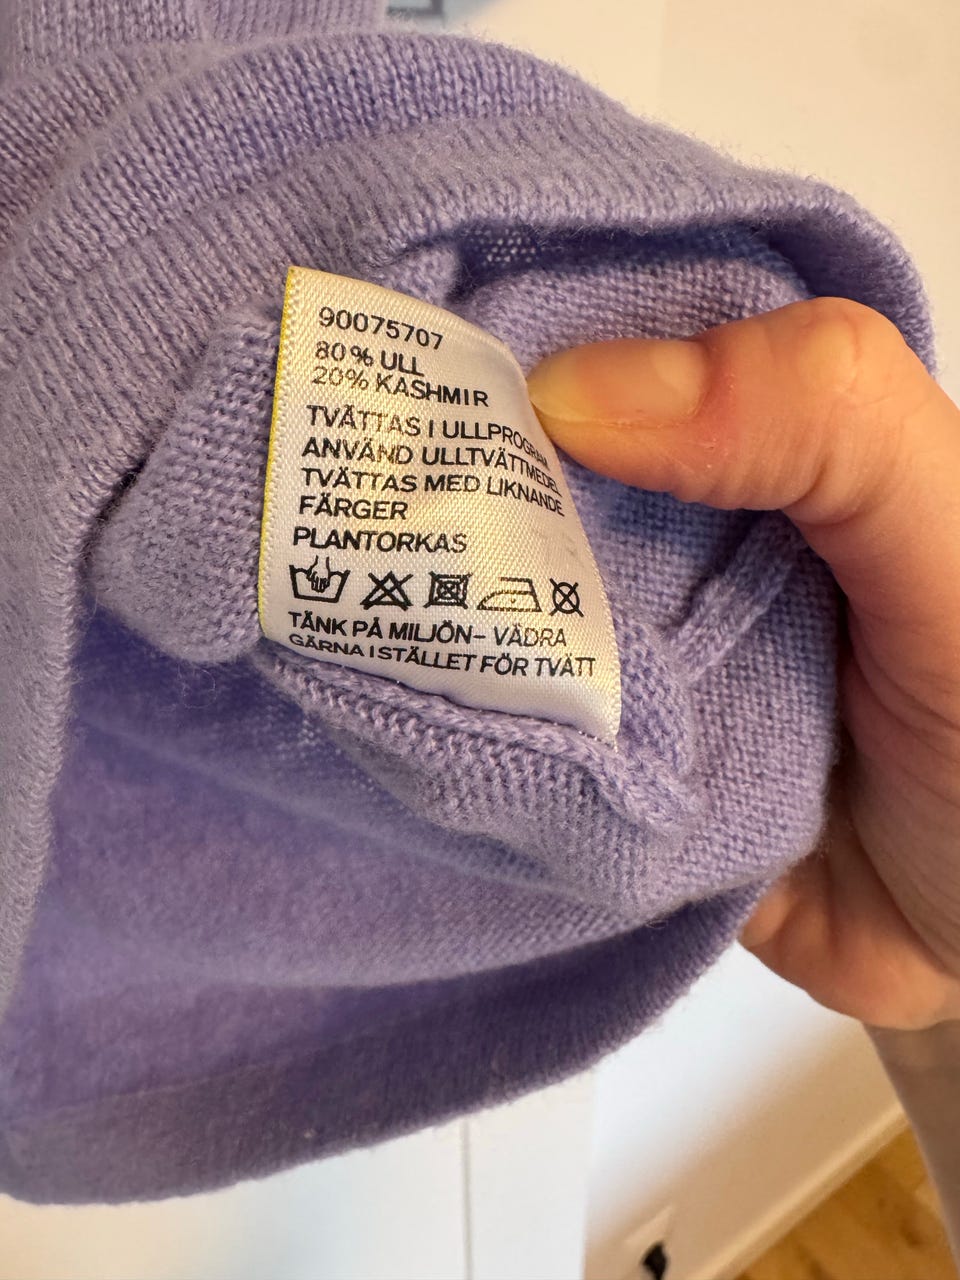 90075707
80% ULL
20% KASHMIR
TVÄTTAS I ULLPROGRAM
ANVÄND ULLTVÄTTMEDEL
TVÄTTAS MED LIKNANDE
FÄRGER
PLANTORKAS
TÄNK PÅ MILJÖN- VÄDRA
GÄRNA ISTÄLLET FÖR TVÄTT